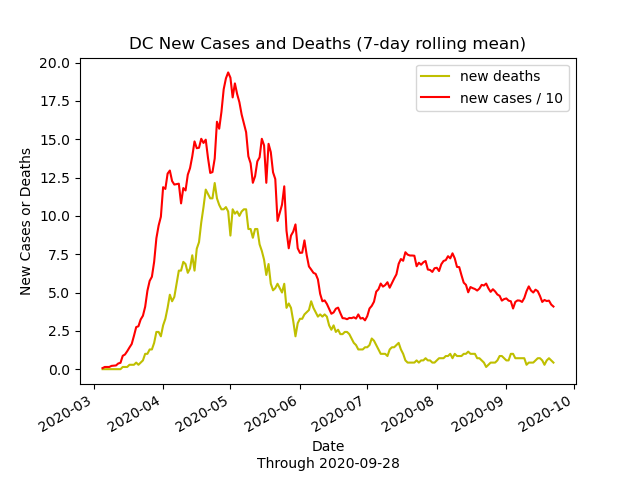 DC New Cases and Deaths (7-day rolling mean)
new deaths
new cases / 10
20.0
17.5
15.0
12.5
10.0
7.5
5.0
2.5
0.0
New Cases or Deaths
2020-03
2020-04
2020-05
2020-06
2020-07
2020-08
2020-09
2020-10
Date
Through 2020-09-28